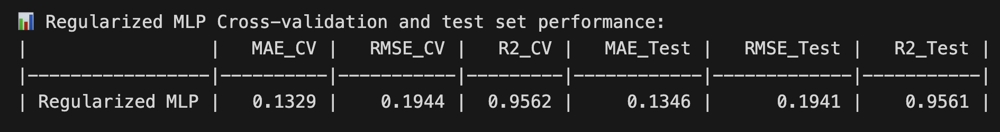 📊 Regularized MLP Cross-validation and test set performance:
|                 |   MAE_CV |   RMSE_CV |   R2_CV |   MAE_Test |   RMSE_Test |   R2_Test |
|-----------------|----------|-----------|---------|------------|-------------|-----------|
| Regularized MLP |   0.1329 |    0.1944 |  0.9562 |     0.1346 |      0.1941 |    0.9561 |